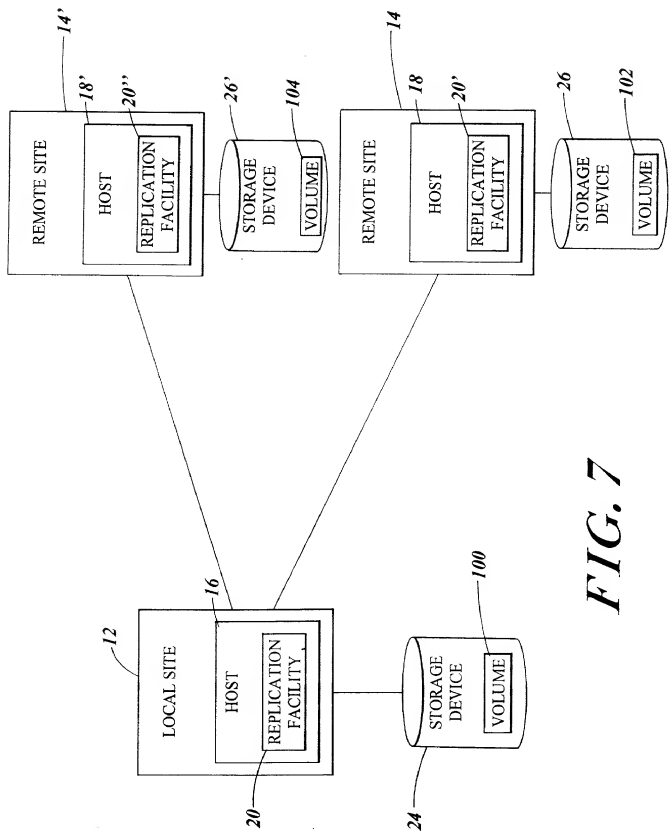 12
LOCAL SITE
16
HOST
REPLICATION
FACILITY
20
STORAGE
DEVICE
VOLUME
24
100
14’
REMOTE SITE
18’
HOST
20’’
REPLICATION
FACILITY
26’
STORAGE
DEVICE
104
VOLUME
14
REMOTE SITE
18
HOST
20’
REPLICATION
FACILITY
26
STORAGE
DEVICE
102
VOLUME
FIG. 7